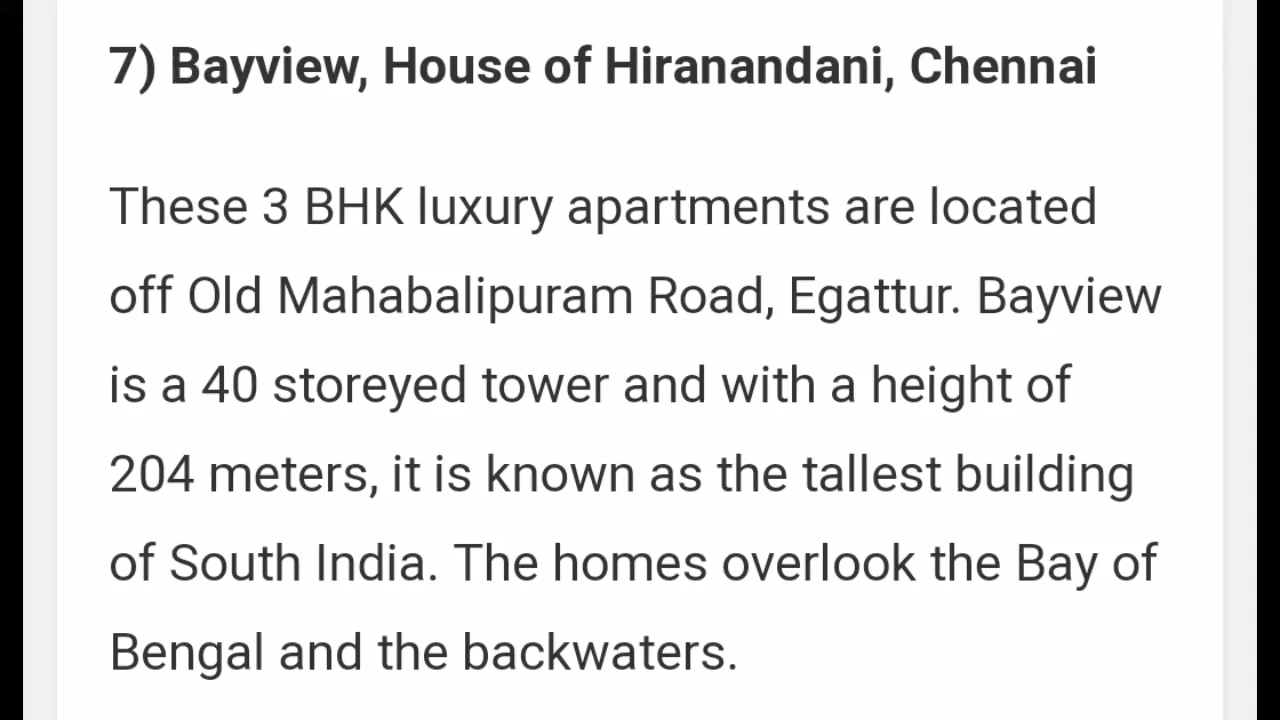 7) Bayview, House of Hiranandani, Chennai
These 3 BHK luxury apartments are located
off Old Mahabalipuram Road, Egattur. Bayview
is a 40 storeyed tower and with a height of
204 meters, it is known as the tallest building
of South India. The homes overlook the Bay of
Bengal and the backwaters.